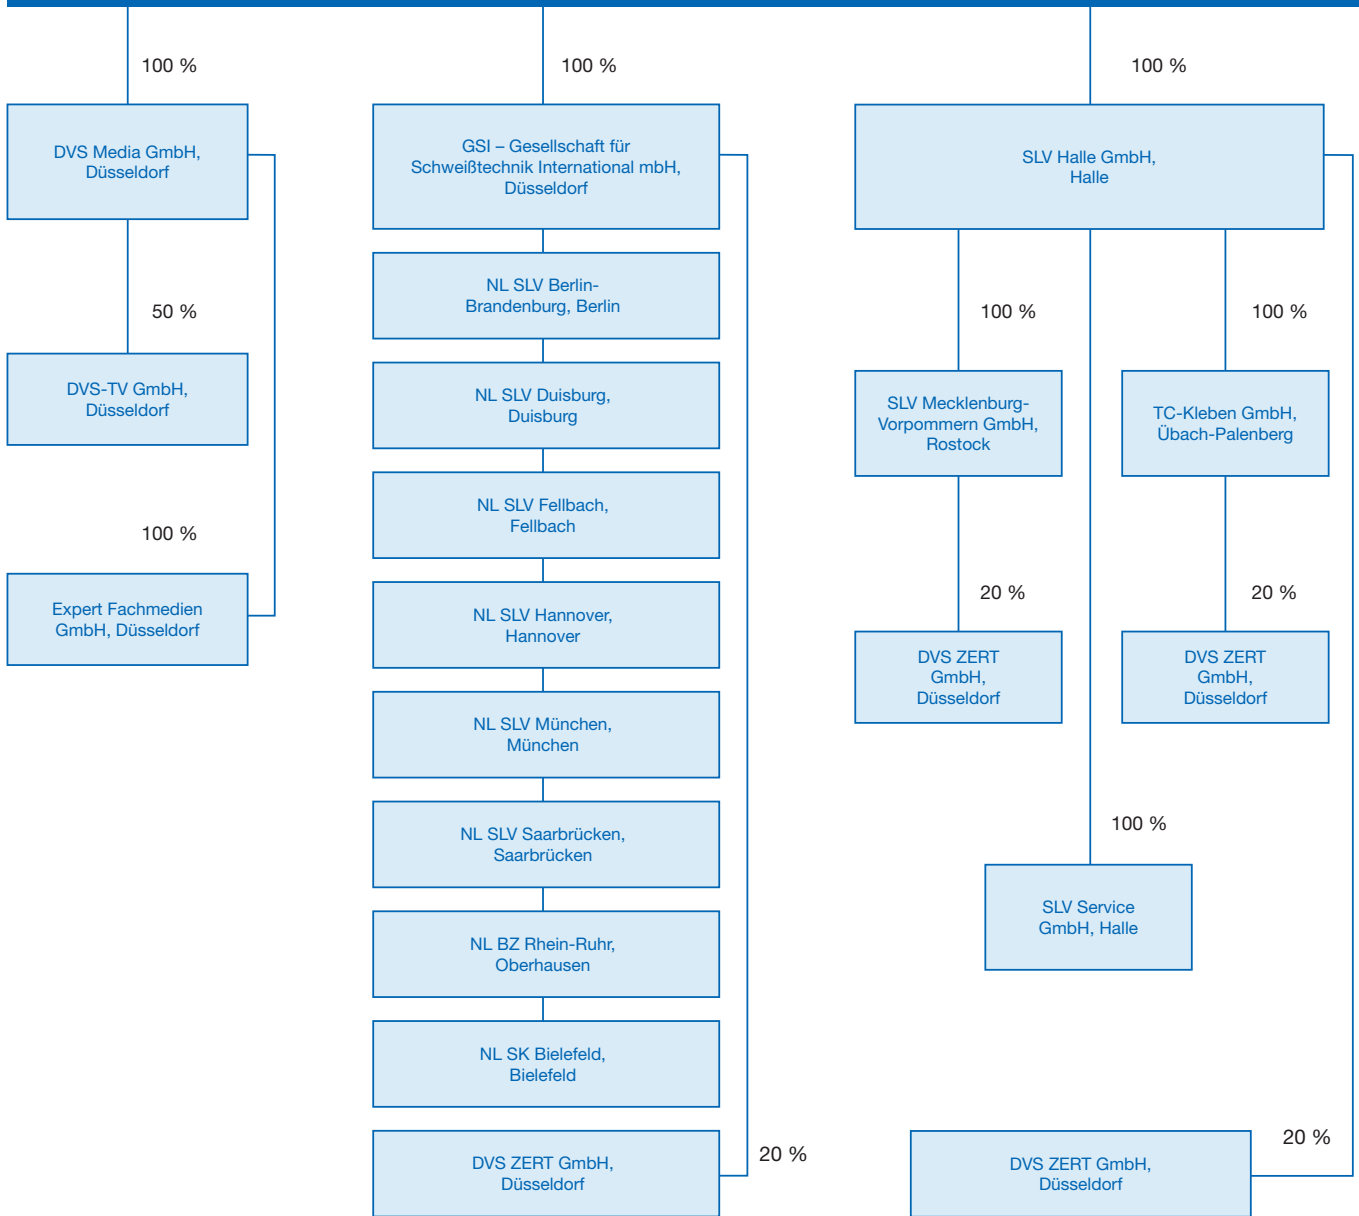 100 %
DVS Media GmbH,
Düsseldorf
50 %
DVS-TV GmbH,
Düsseldorf
100 %
Expert Fachmedien
GmbH, Düsseldorf
100 %
GSI – Gesellschaft für
Schweißtechnik International mbH,
Düsseldorf
NL SLV Berlin-
Brandenburg, Berlin
NL SLV Duisburg,
Duisburg
NL SLV Fellbach,
Fellbach
NL SLV Hannover,
Hannover
NL SLV München,
München
NL SLV Saarbrücken,
Saarbrücken
NL BZ Rhein-Ruhr,
Oberhausen
NL SK Bielefeld,
Bielefeld
DVS ZERT GmbH,
Düsseldorf
20 %
100 %
SLV Halle GmbH,
Halle
100 %
SLV Mecklenburg-
Vorpommern GmbH,
Rostock
20 %
DVS ZERT
GmbH,
Düsseldorf
100 %
TC-Kleben GmbH,
Übach-Palenberg
20 %
DVS ZERT
GmbH,
Düsseldorf
100 %
SLV Service
GmbH, Halle
20 %
DVS ZERT GmbH,
Düsseldorf